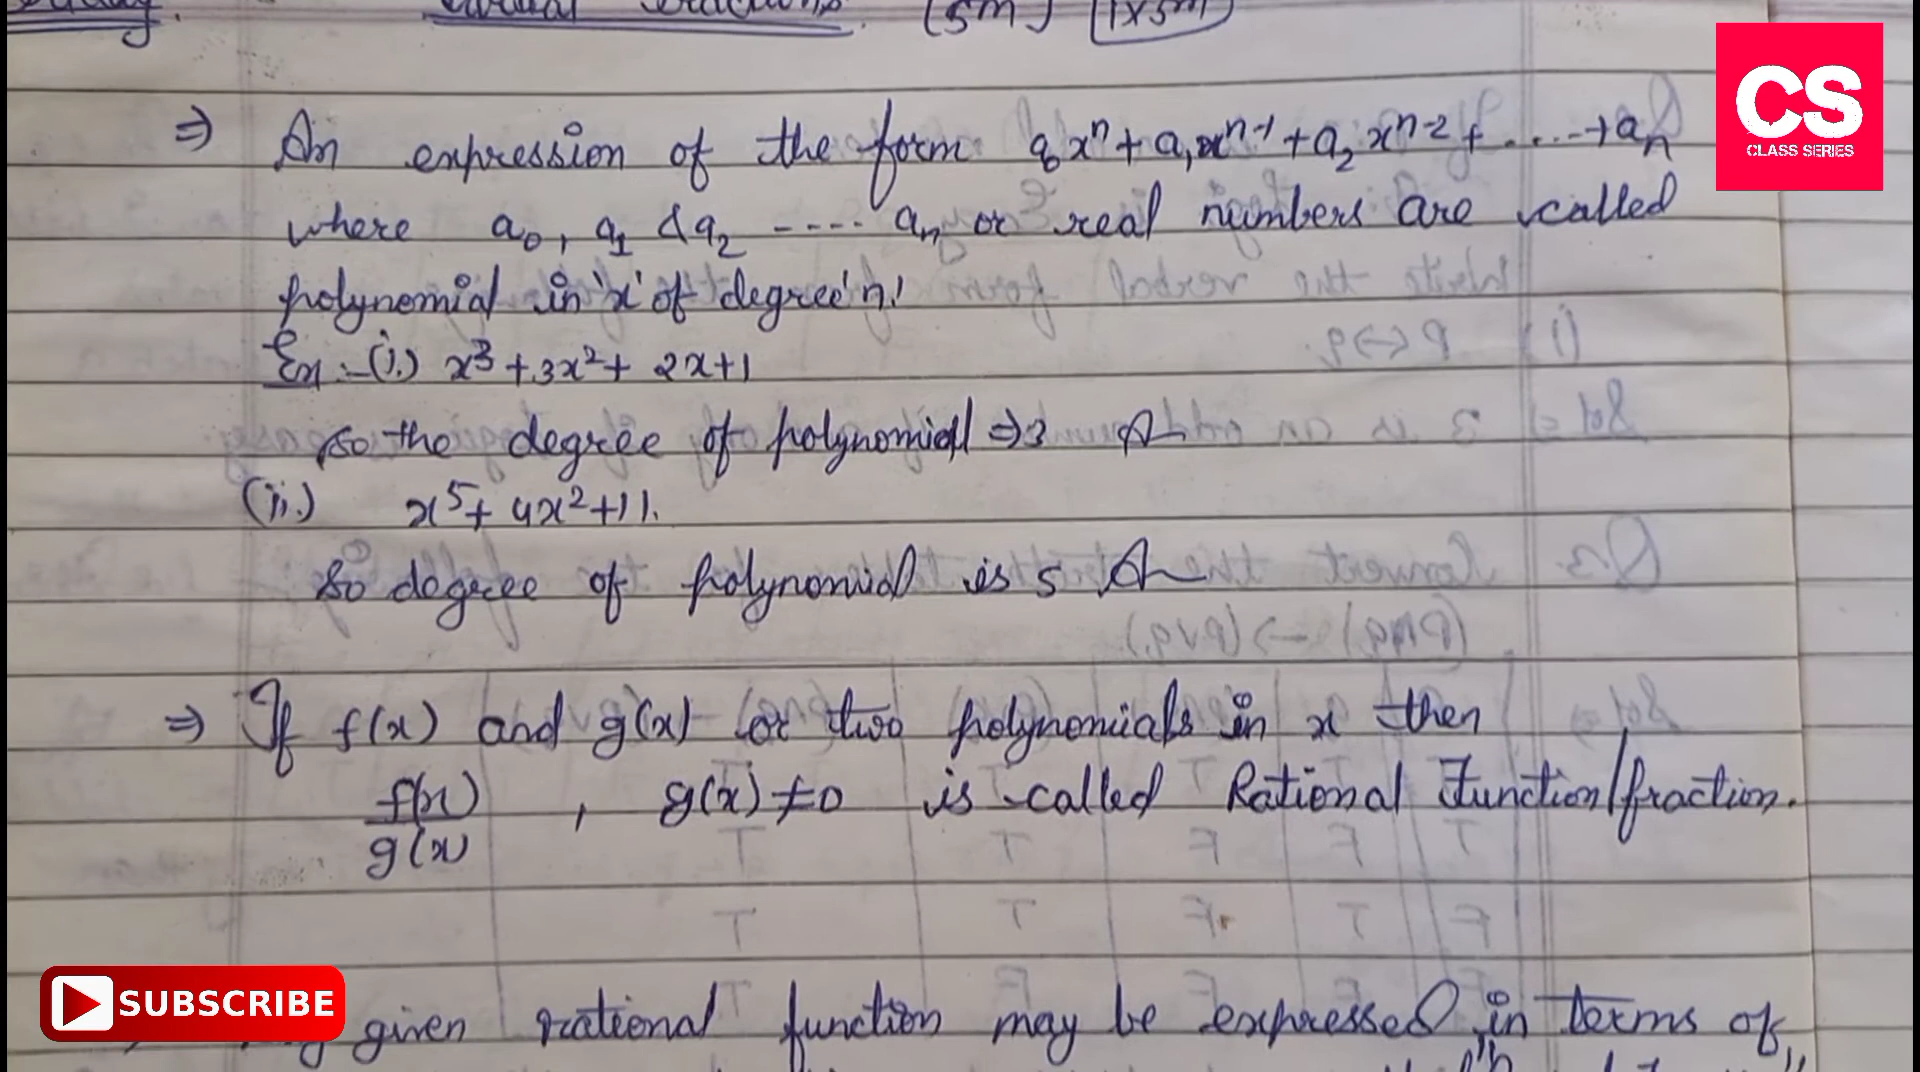 (5m) 1x5m
CS
CLASS SERIES
⇒ An expression of the form a₀xⁿ + a₁xⁿ⁻¹ + a₂xⁿ⁻² + ..... + aₙ
where a₀, a₁ & a₂ ---- aₙ or real numbers are called
polynomial in 'x' of degree 'n'
Ex :- (i.) x³ + 3x² + 2x + 1
so the degree of polynomial ⇒ 3
(ii.) x⁵ + 4x² + 11.
So degree of polynomial is 5
⇒ If f(x) and g(x) or two polynomials in x then
f(x)/g(x) , g(x) ≠ 0 is called Rational Function/fraction.
SUBSCRIBE
given rational function may be expressed in terms of